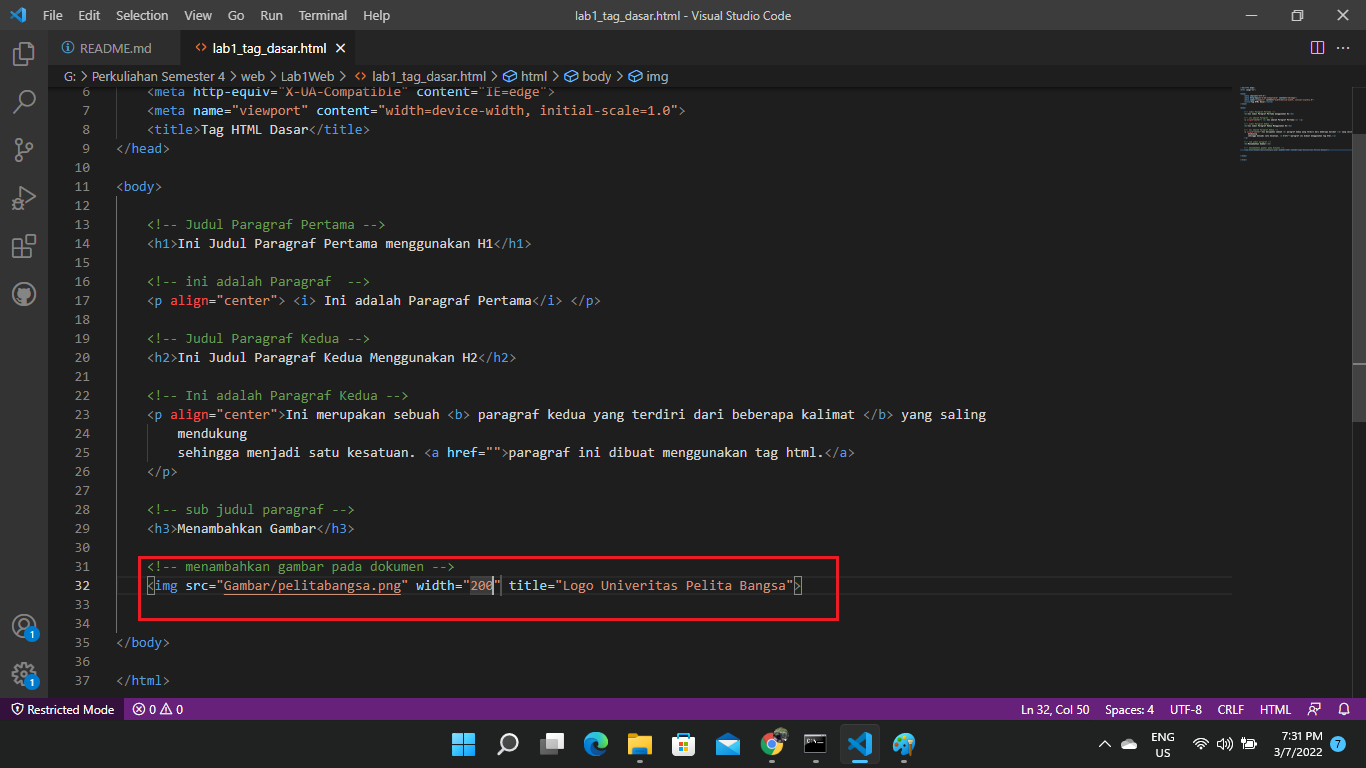 File Edit Selection View Go Run Terminal Help lab1_tag_dasar.html - Visual Studio Code
README.md lab1_tag_dasar.html
G: > Perkuliahan Semester 4 > web > Lab1Web > lab1_tag_dasar.html > html > body > img
6 <meta http-equiv="X-UA-Compatible" content="IE=edge">
7 <meta name="viewport" content="width=device-width, initial-scale=1.0">
8 <title>Tag HTML Dasar</title>
9 </head>
10
11 <body>
12
13 <!-- Judul Paragraf Pertama -->
14 <h1>Ini Judul Paragraf Pertama menggunakan H1</h1>
15
16 <!-- ini adalah Paragraf  -->
17 <p align="center"> <i> Ini adalah Paragraf Pertama</i> </p>
18
19 <!-- Judul Paragraf Kedua -->
20 <h2>Ini Judul Paragraf Kedua Menggunakan H2</h2>
21
22 <!-- Ini adalah Paragraf Kedua -->
23 <p align="center">Ini merupakan sebuah <b> paragraf kedua yang terdiri dari beberapa kalimat </b> yang saling
24 mendukung
25 sehingga menjadi satu kesatuan. <a href="">paragraf ini dibuat menggunakan tag html.</a>
26 </p>
27
28 <!-- sub judul paragraf -->
29 <h3>Menambahkan Gambar</h3>
30
31 <!-- menambahkan gambar pada dokumen -->
32 <img src="Gambar/pelitabangsa.png" width="200" title="Logo Univeritas Pelita Bangsa">
33
34
35 </body>
36
37 </html>
1
1
Restricted Mode 0 0 Ln 32, Col 50 Spaces: 4 UTF-8 CRLF HTML
ENG
US
7:31 PM
3/7/2022
7